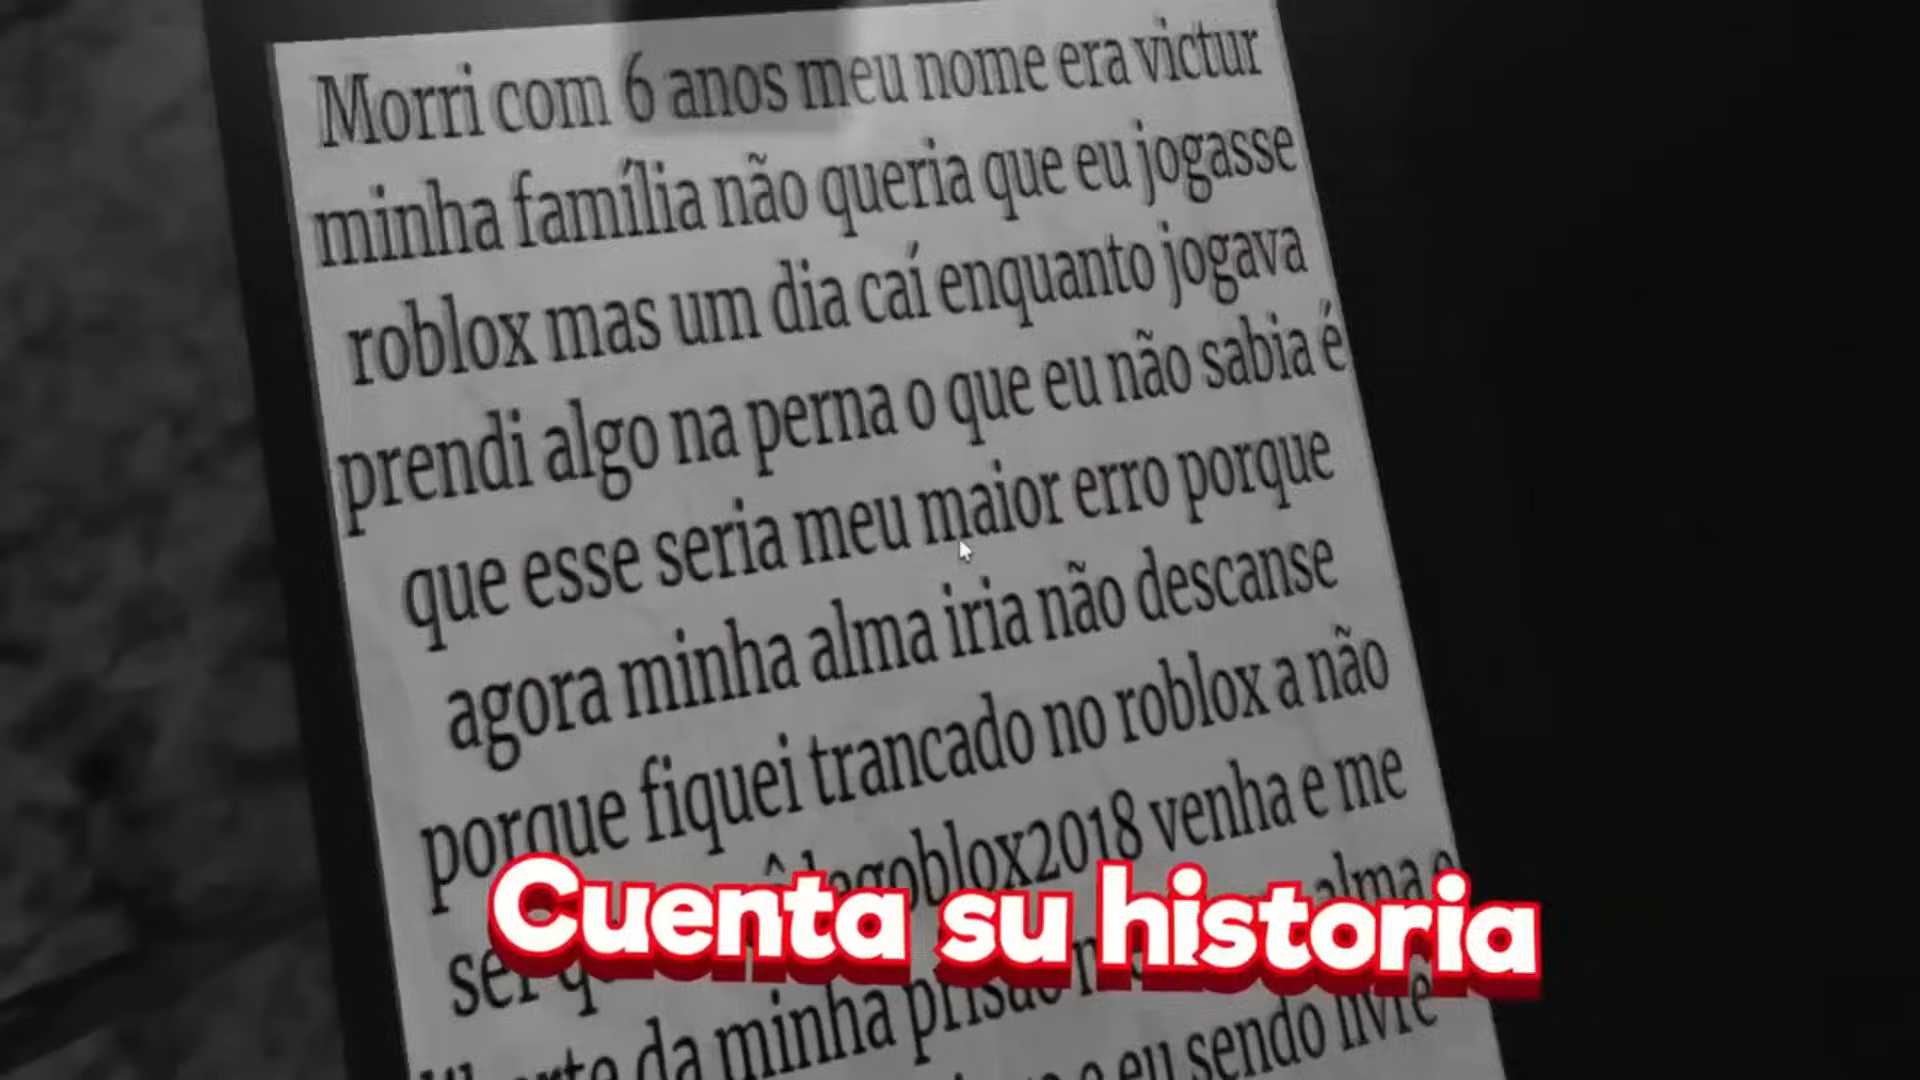 Morri com 6 anos meu nome era victur
minha família não queria que eu jogasse
roblox mas um dia caí enquanto jogava
prendi algo na perna o que eu não sabia é
que esse seria meu maior erro porque
agora minha alma iria não descanse
porque fiquei trancado no roblox a não
legoblox2018 venha e me
alma e
Cuenta su historia
da minha prisão
e eu sendo livre